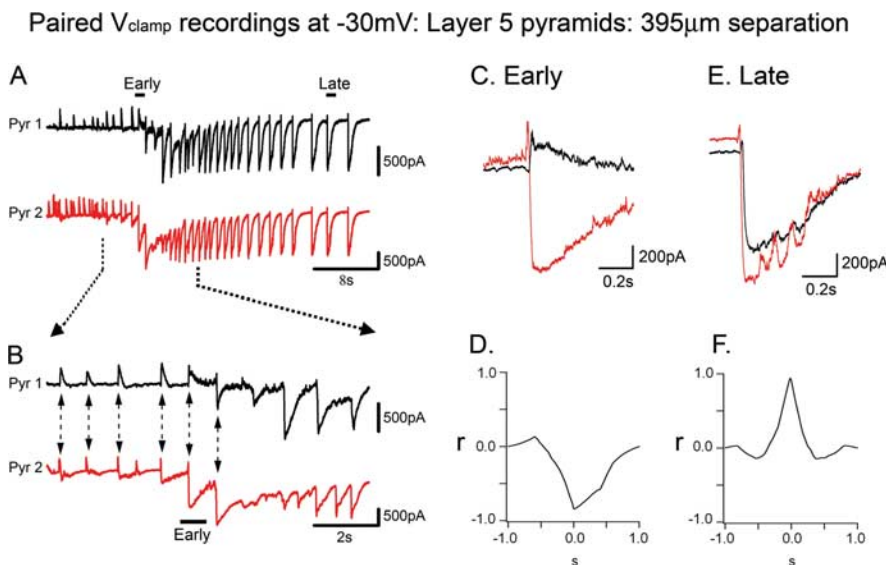 Paired Vclamp recordings at -30mV: Layer 5 pyramids: 395μm separation
A
Early
Late
Pyr 1
500pA
Pyr 2
500pA
8s
B
Pyr 1
500pA
Pyr 2
500pA
Early
2s
C. Early
200pA
0.2s
E. Late
200pA
0.2s
D.
1.0
r
0.0
-1.0
-1.0
0.0
1.0
s
F.
1.0
r
0.0
-1.0
-1.0
0.0
1.0
s